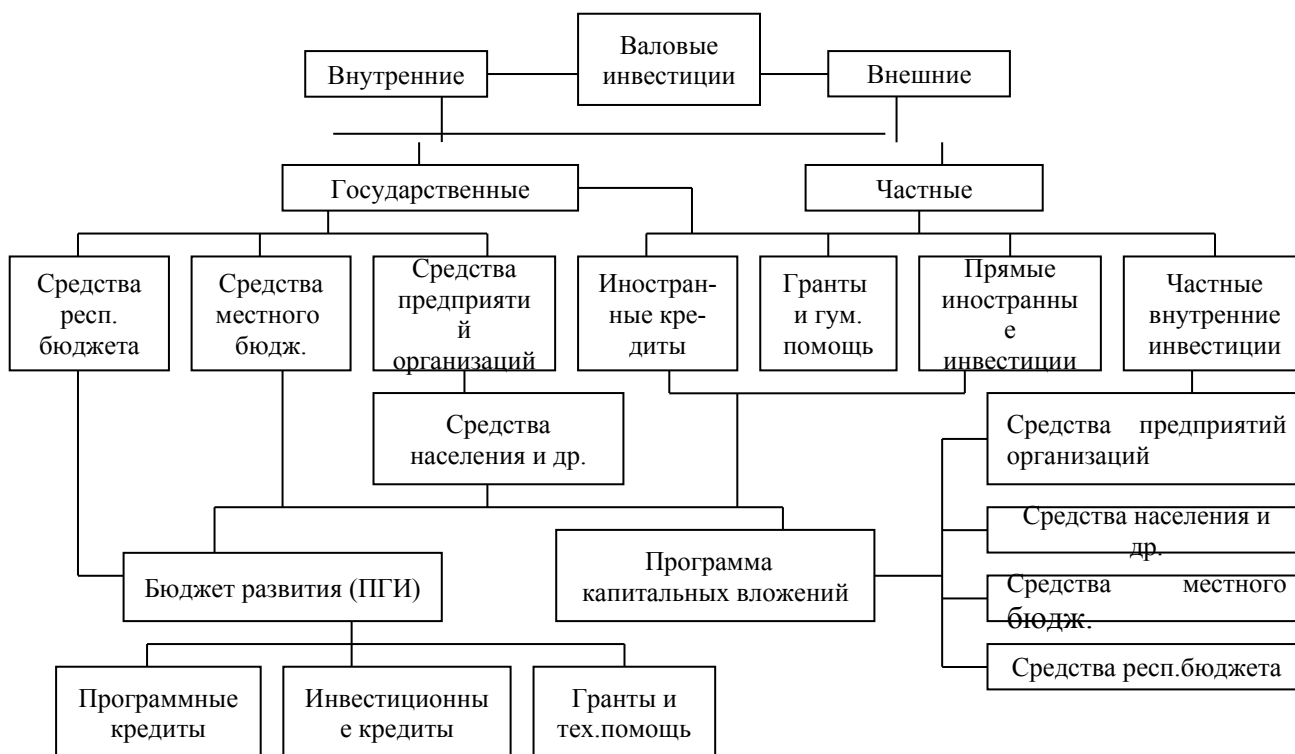 Валовые
инвестиции
Внутренние
Внешние
Государственные
Частные
Средства
респ.
бюджета
Средства
местного
бюдж.
Средства
предприяти
й
организаций
Иностран-
ные кре-
диты
Гранты
и гум.
помощь
Прямые
иностранны
е
инвестиции
Частные
внутренние
инвестиции
Средства
населения и др.
Средства предприятий
организаций
Средства населения и
др.
Бюджет развития (ПГИ)
Программа
капитальных вложений
Средства местного
бюдж.
Средства респ.бюджета
Программные
кредиты
Инвестиционны
е кредиты
Гранты и
тех.помощь